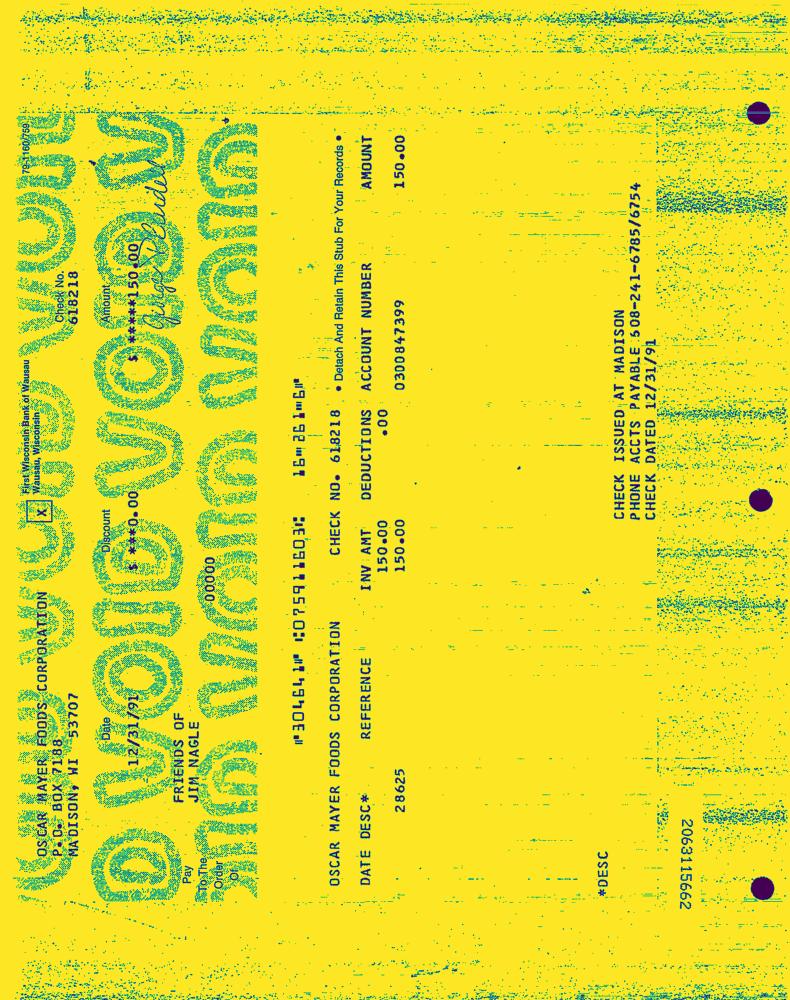 OSCAR MAYER FOODS CORPORATION
P.O. BOX 7188
MADISON, WI 53707
X
First Wisconsin Bank of Wausau
Wausau, Wisconsin
79-1160/759
Check No.
618218
Date
12/31/91
Discount
$ ***0.00
Amount
$ *****150.00
Pay
To The
Order
Of
FRIENDS OF
JIM NAGLE
00000
VOID VOID VOID
OSCAR MAYER FOODS CORPORATION CHECK NO. 618218 • Detach And Retain This Stub For Your Records •
DATE DESC* REFERENCE INV AMT DEDUCTIONS ACCOUNT NUMBER AMOUNT
150.00 .00
28625 150.00 0300847399 150.00
CHECK ISSUED AT MADISON
PHONE ACCTS PAYABLE 608-241-6785/6754
CHECK DATED 12/31/91
*DESC
2063115662